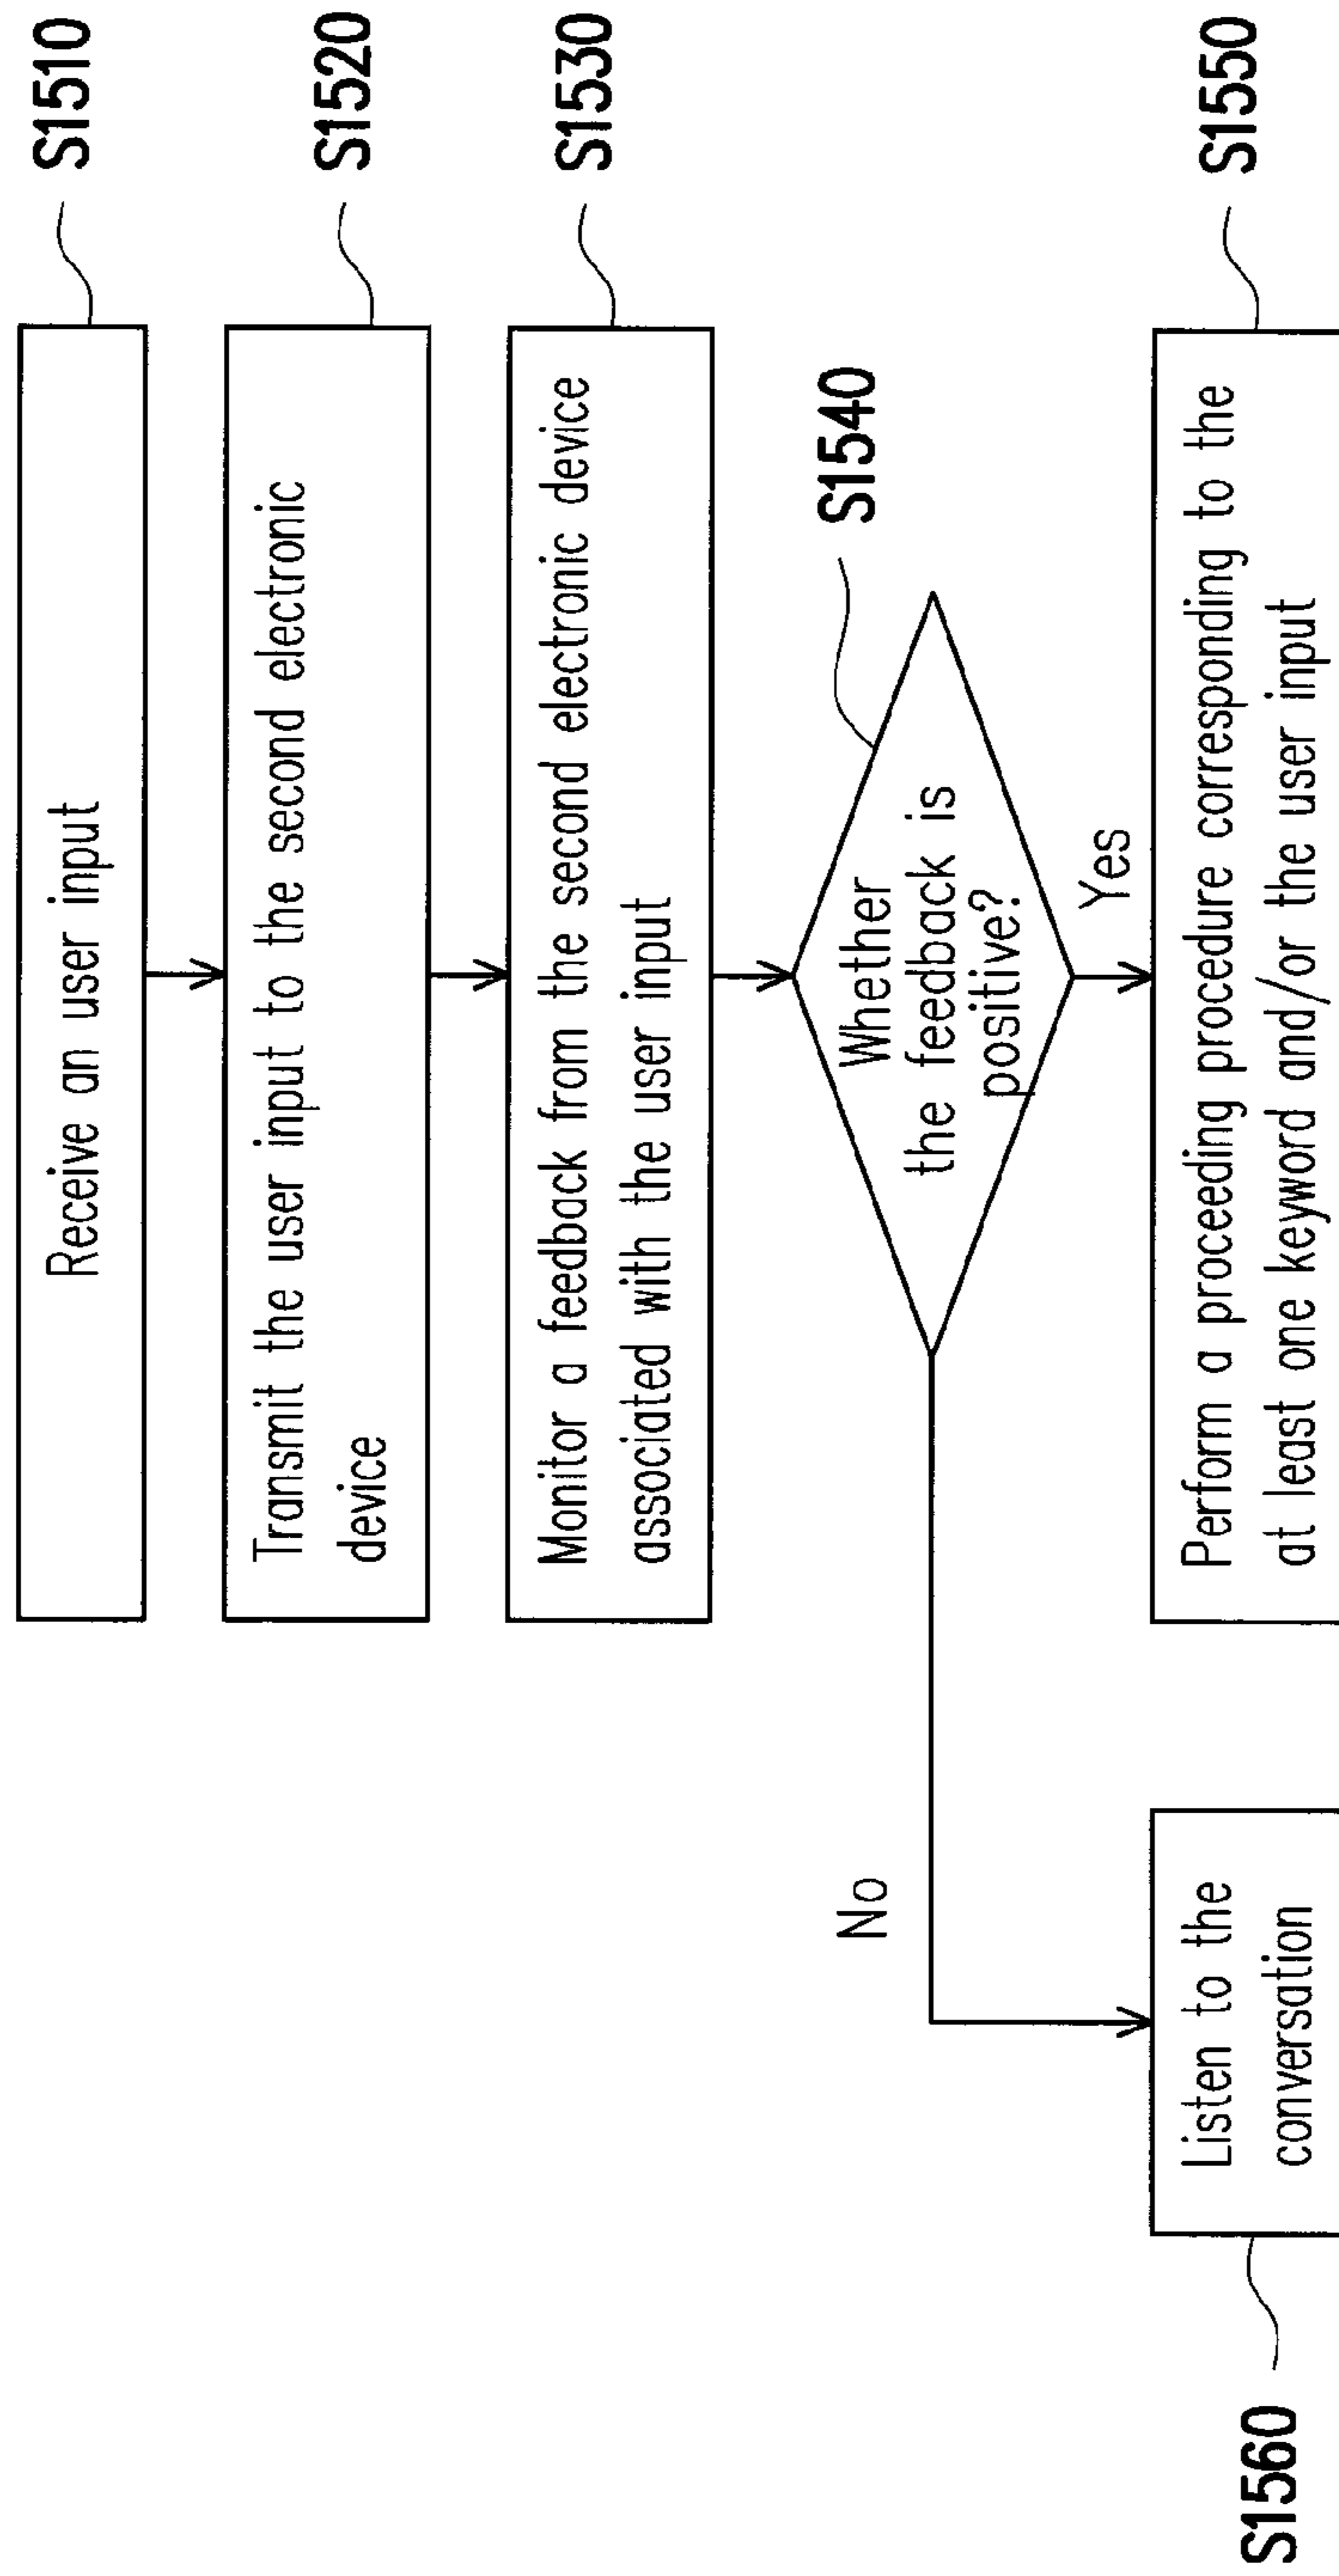 Receive an user input
S1510
Transmit the user input to the second electronic
device
S1520
Monitor a feedback from the second electronic device
associated with the user input
S1530
Whether
the feedback is
positive?
S1540
No
Yes
Listen to the
conversation
S1560
Perform a proceeding procedure corresponding to the
at least one keyword and/or the user input
S1550